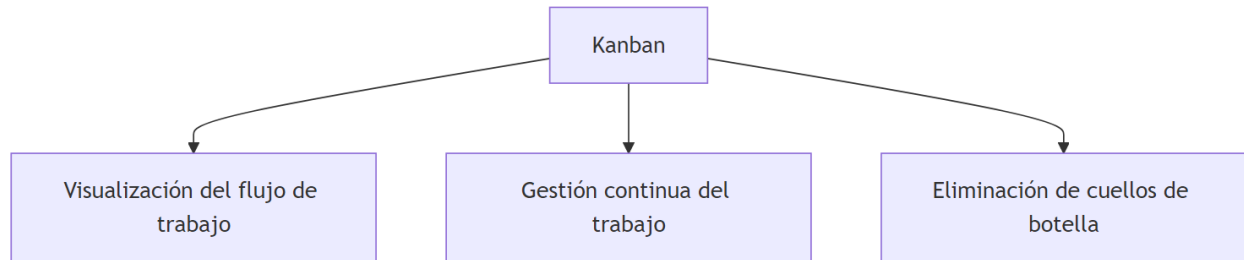 Kanban
Visualización del flujo de
trabajo
Gestión continua del
trabajo
Eliminación de cuellos de
botella